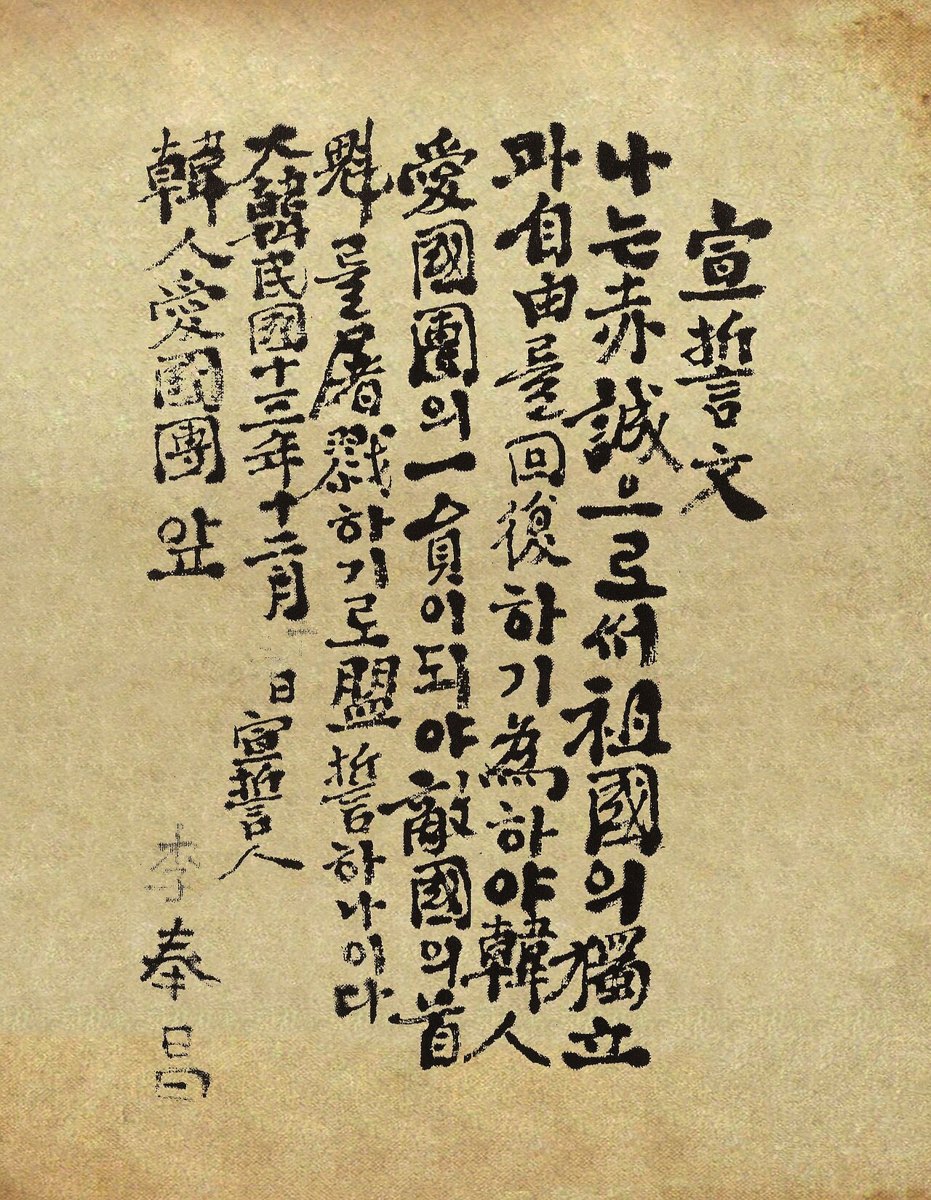 宣誓文
나는赤誠으로써祖國의獨立
과自由를回復하기爲하야韓人
愛國團의一員이되야敵國의首
魁를屠戮하기로盟誓하나이다
大韓民國十三年十二月 日
宣誓人 李奉昌
韓人愛國團 앞